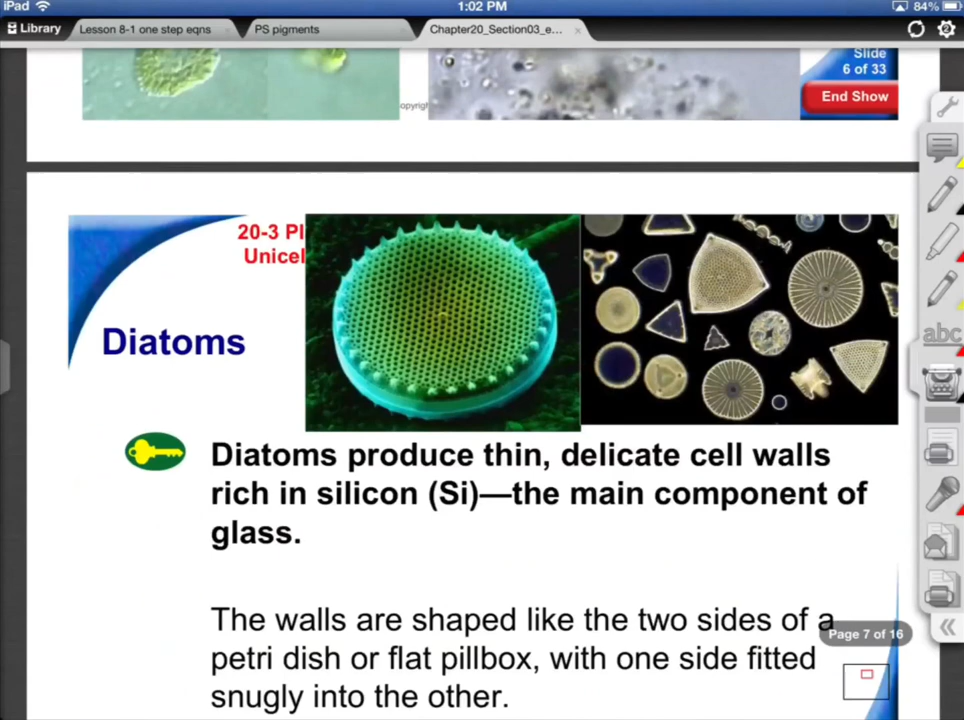 iPad
1:02 PM
84%
Library
Lesson 8-1 one step eqns
PS pigments
Chapter20_Section03_e...
2
Slide
6 of 33
End Show
opyright
20-3 Pl
Unicel
Diatoms
Diatoms produce thin, delicate cell walls
rich in silicon (Si)—the main component of
glass.
abc
The walls are shaped like the two sides of a
petri dish or flat pillbox, with one side fitted
snugly into the other.
Page 7 of 16